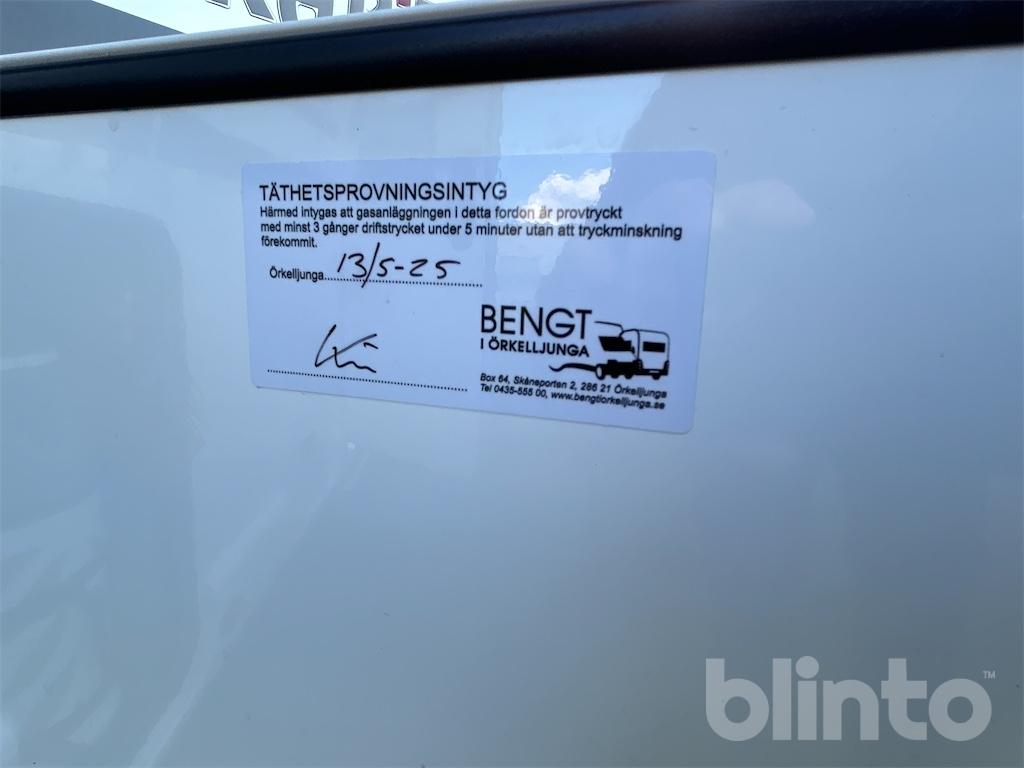 TÄTHETSPROVNINGSINTYG
Härmed intygas att gasanläggningen i detta fordon är provtryckt
med minst 3 gånger driftstrycket under 5 minuter utan att tryckminskning
förekommit.
Örkelljunga 13/5-25
BENGT
I ÖRKELLJUNGA
Box 64, Skåneporten 2, 286 21 Örkelljunga
Tel 0435-555 00, www.bengtiorkelljunga.se
blinto™